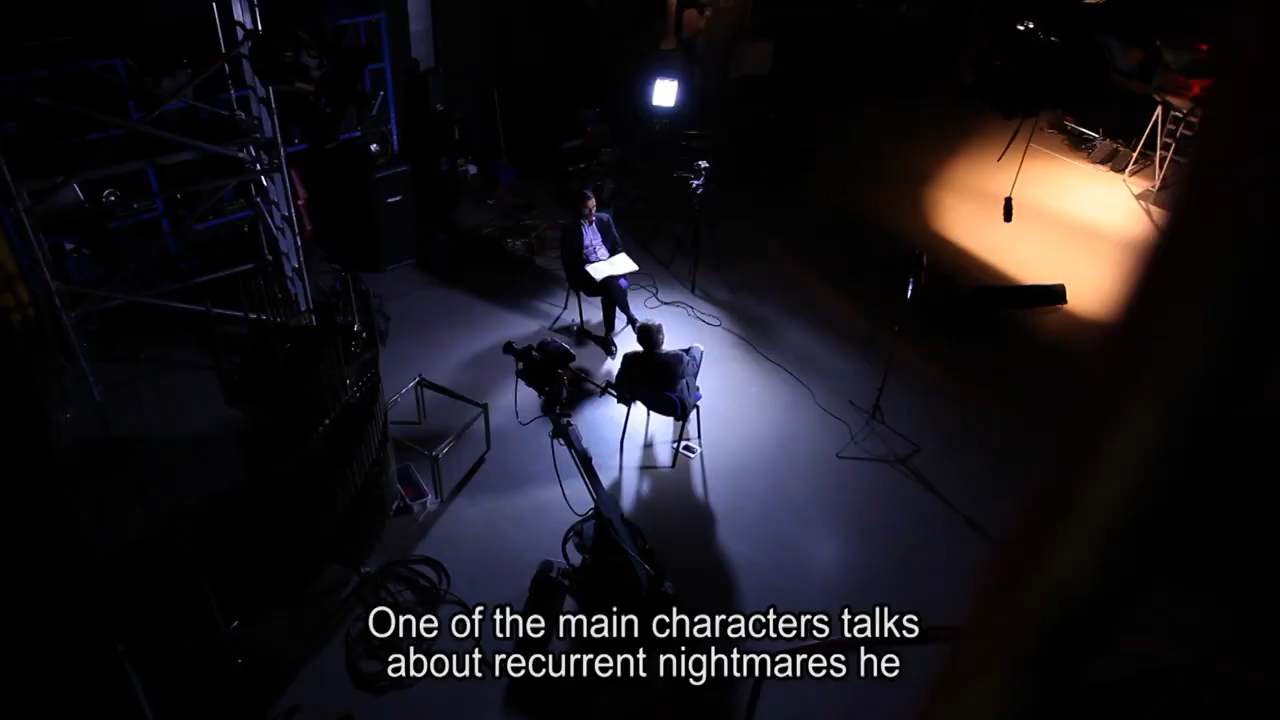 One of the main characters talks
about recurrent nightmares he